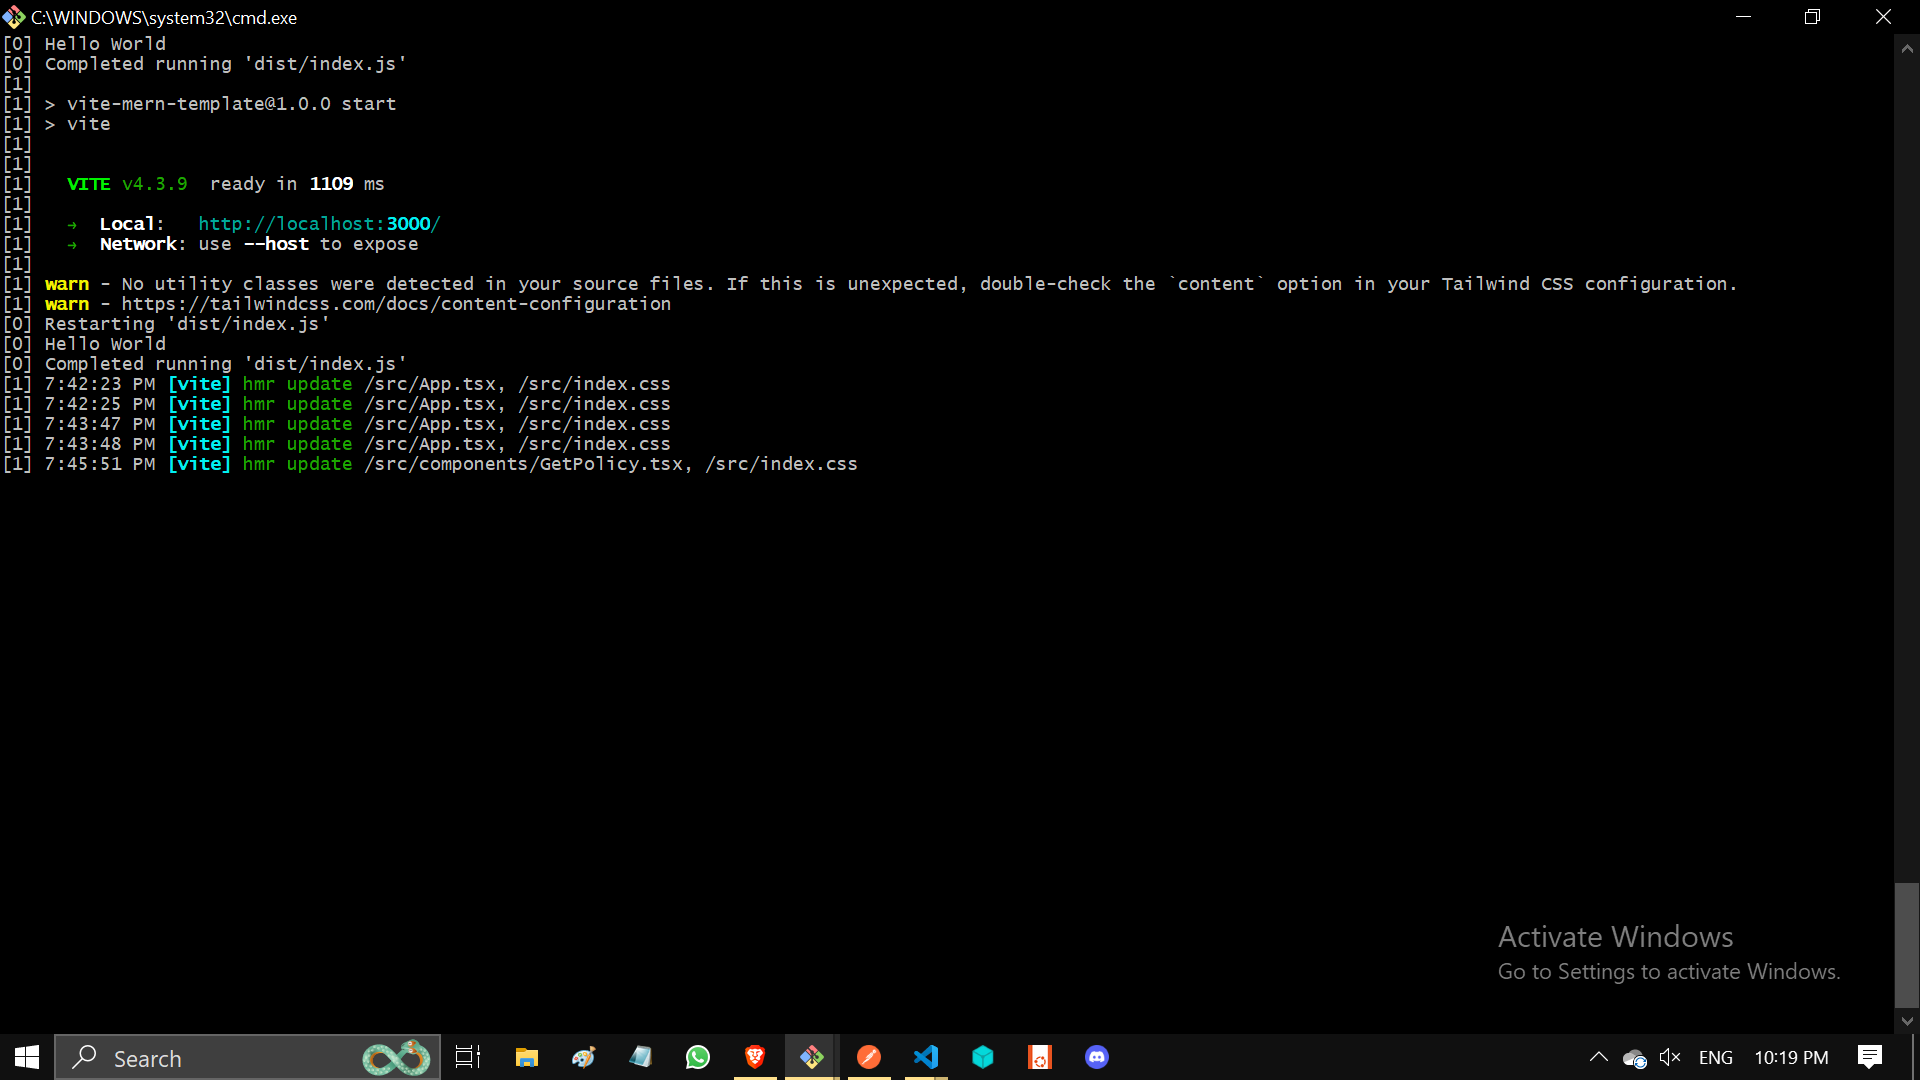 C:\WINDOWS\system32\cmd.exe
[0] Hello World
[0] Completed running 'dist/index.js'
[1]
[1] > vite-mern-template@1.0.0 start
[1] > vite
[1]
[1]
[1]   VITE v4.3.9  ready in 1109 ms
[1]
[1]   → Local:   http://localhost:3000/
[1]   → Network: use --host to expose
[1]
[1] warn - No utility classes were detected in your source files. If this is unexpected, double-check the `content` option in your Tailwind CSS configuration.
[1] warn - https://tailwindcss.com/docs/content-configuration
[0] Restarting 'dist/index.js'
[0] Hello World
[0] Completed running 'dist/index.js'
[1] 7:42:23 PM [vite] hmr update /src/App.tsx, /src/index.css
[1] 7:42:25 PM [vite] hmr update /src/App.tsx, /src/index.css
[1] 7:43:47 PM [vite] hmr update /src/App.tsx, /src/index.css
[1] 7:43:48 PM [vite] hmr update /src/App.tsx, /src/index.css
[1] 7:45:51 PM [vite] hmr update /src/components/GetPolicy.tsx, /src/index.css
Activate Windows
Go to Settings to activate Windows.
Search
ENG
10:19 PM